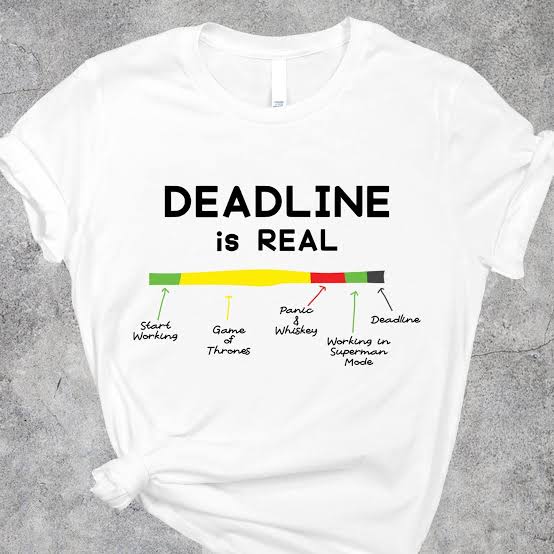 DEADLINE
is REAL
Start
Working
Game
of
Thrones
Panic
&
Whiskey
Working in
Superman
Mode
Deadline